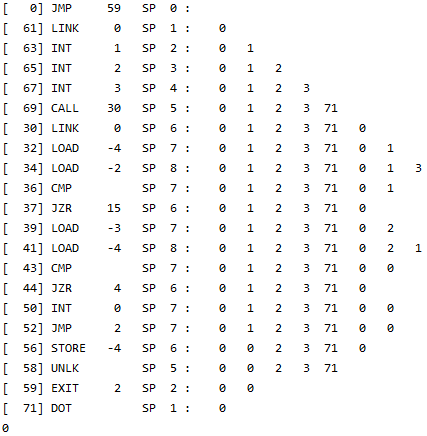 [   0] JMP     59   SP  0 :
[  61] LINK     0   SP  1 :    0
[  63] INT      1   SP  2 :    0   1
[  65] INT      2   SP  3 :    0   1   2
[  67] INT      3   SP  4 :    0   1   2   3
[  69] CALL    30   SP  5 :    0   1   2   3  71
[  30] LINK     0   SP  6 :    0   1   2   3  71   0
[  32] LOAD    -4   SP  7 :    0   1   2   3  71   0   1
[  34] LOAD    -2   SP  8 :    0   1   2   3  71   0   1   3
[  36] CMP          SP  7 :    0   1   2   3  71   0   1
[  37] JZR     15   SP  6 :    0   1   2   3  71   0
[  39] LOAD    -3   SP  7 :    0   1   2   3  71   0   2
[  41] LOAD    -4   SP  8 :    0   1   2   3  71   0   2   1
[  43] CMP          SP  7 :    0   1   2   3  71   0   0
[  44] JZR      4   SP  6 :    0   1   2   3  71   0
[  50] INT      0   SP  7 :    0   1   2   3  71   0   0
[  52] JMP      2   SP  7 :    0   1   2   3  71   0   0
[  56] STORE   -4   SP  6 :    0   0   2   3  71   0
[  58] UNLK         SP  5 :    0   0   2   3  71
[  59] EXIT     2   SP  2 :    0   0
[  71] DOT          SP  1 :    0
0